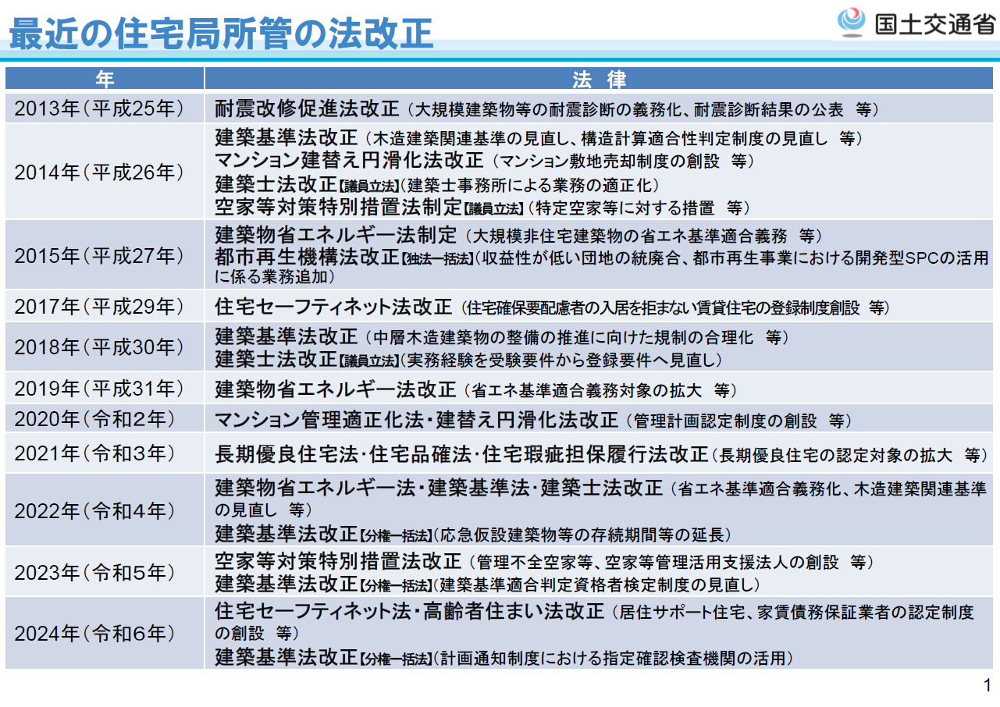 最近の住宅局所管の法改正
国土交通省
年
法　律
2013年（平成25年）
耐震改修促進法改正（大規模建築物等の耐震診断の義務化、耐震診断結果の公表　等）
2014年（平成26年）
建築基準法改正（木造建築関連基準の見直し、構造計算適合性判定制度の見直し　等）
マンション建替え円滑化法改正（マンション敷地売却制度の創設　等）
建築士法改正【議員立法】（建築士事務所による業務の適正化）
空家等対策特別措置法制定【議員立法】（特定空家等に対する措置　等）
2015年（平成27年）
建築物省エネルギー法制定（大規模非住宅建築物の省エネ基準適合義務　等）
都市再生機構法改正【独法一括法】（収益性が低い団地の統廃合、都市再生事業における開発型SPCの活用
に係る業務追加）
2017年（平成29年）
住宅セーフティネット法改正（住宅確保要配慮者の入居を拒まない賃貸住宅の登録制度創設　等）
2018年（平成30年）
建築基準法改正（中層木造建築物の整備の推進に向けた規制の合理化　等）
建築士法改正【議員立法】（実務経験を受験要件から登録要件へ見直し）
2019年（平成31年）
建築物省エネルギー法改正（省エネ基準適合義務対象の拡大　等）
2020年（令和２年）
マンション管理適正化法・建替え円滑化法改正（管理計画認定制度の創設　等）
2021年（令和３年）
長期優良住宅法・住宅品確法・住宅瑕疵担保履行法改正（長期優良住宅の認定対象の拡大　等）
2022年（令和４年）
建築物省エネルギー法・建築基準法・建築士法改正（省エネ基準適合義務化、木造建築関連基準
の見直し　等）
建築基準法改正【分権一括法】（応急仮設建築物等の存続期間等の延長）
2023年（令和５年）
空家等対策特別措置法改正（管理不全空家等、空家等管理活用支援法人の創設　等）
建築基準法改正【分権一括法】（建築基準適合判定資格者検定制度の見直し）
2024年（令和６年）
住宅セーフティネット法・高齢者住まい法改正（居住サポート住宅、家賃債務保証業者の認定制度
の創設　等）
建築基準法改正【分権一括法】（計画通知制度における指定確認検査機関の活用）
1